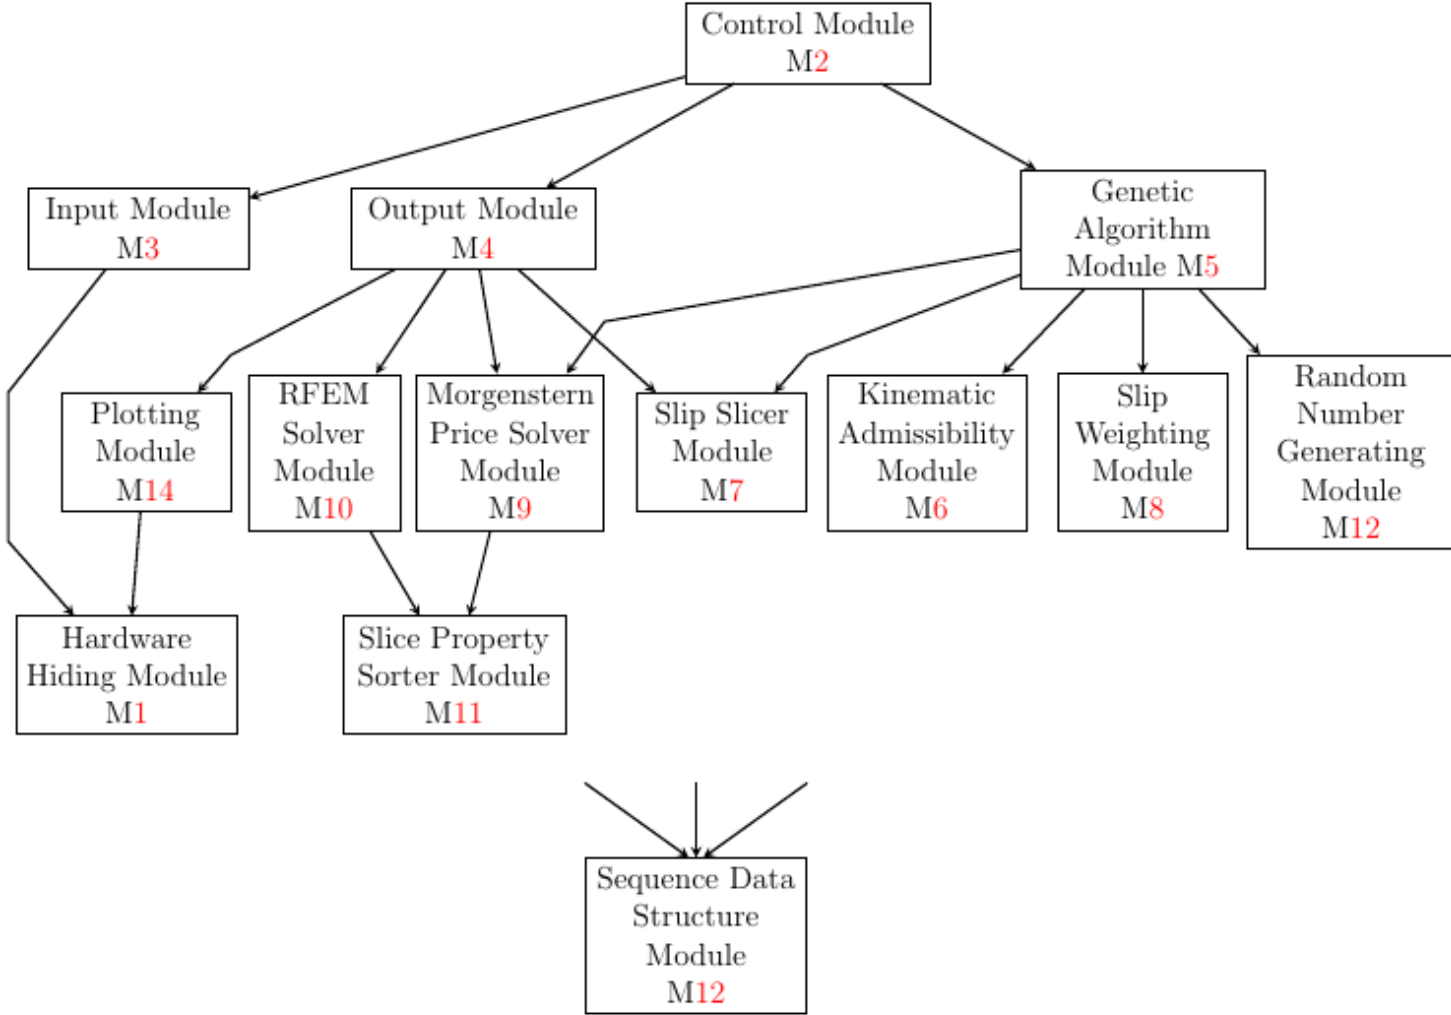 Control Module
M2
Input Module
M3
Output Module
M4
Genetic
Algorithm
Module M5
Plotting
Module
M14
RFEM
Solver
Module
M10
Morgenstern
Price Solver
Module
M9
Slip Slicer
Module
M7
Kinematic
Admissibility
Module
M6
Slip
Weighting
Module
M8
Random
Number
Generating
Module
M12
Hardware
Hiding Module
M1
Slice Property
Sorter Module
M11
Sequence Data
Structure
Module
M12